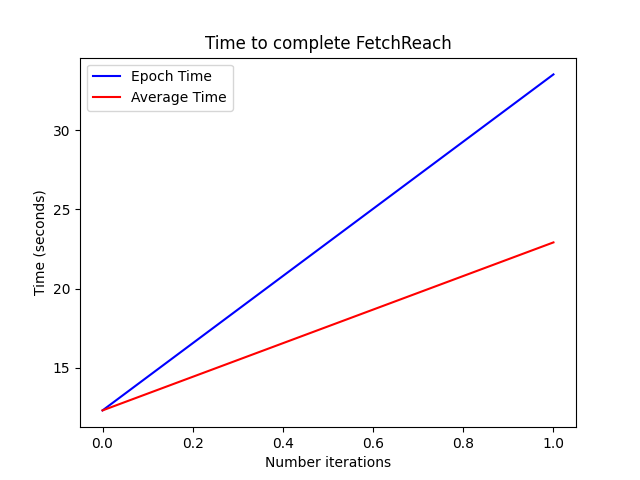 Time to complete FetchReach
Epoch Time
Average Time
30
25
20
15
Time (seconds)
0.0 0.2 0.4 0.6 0.8 1.0
Number iterations